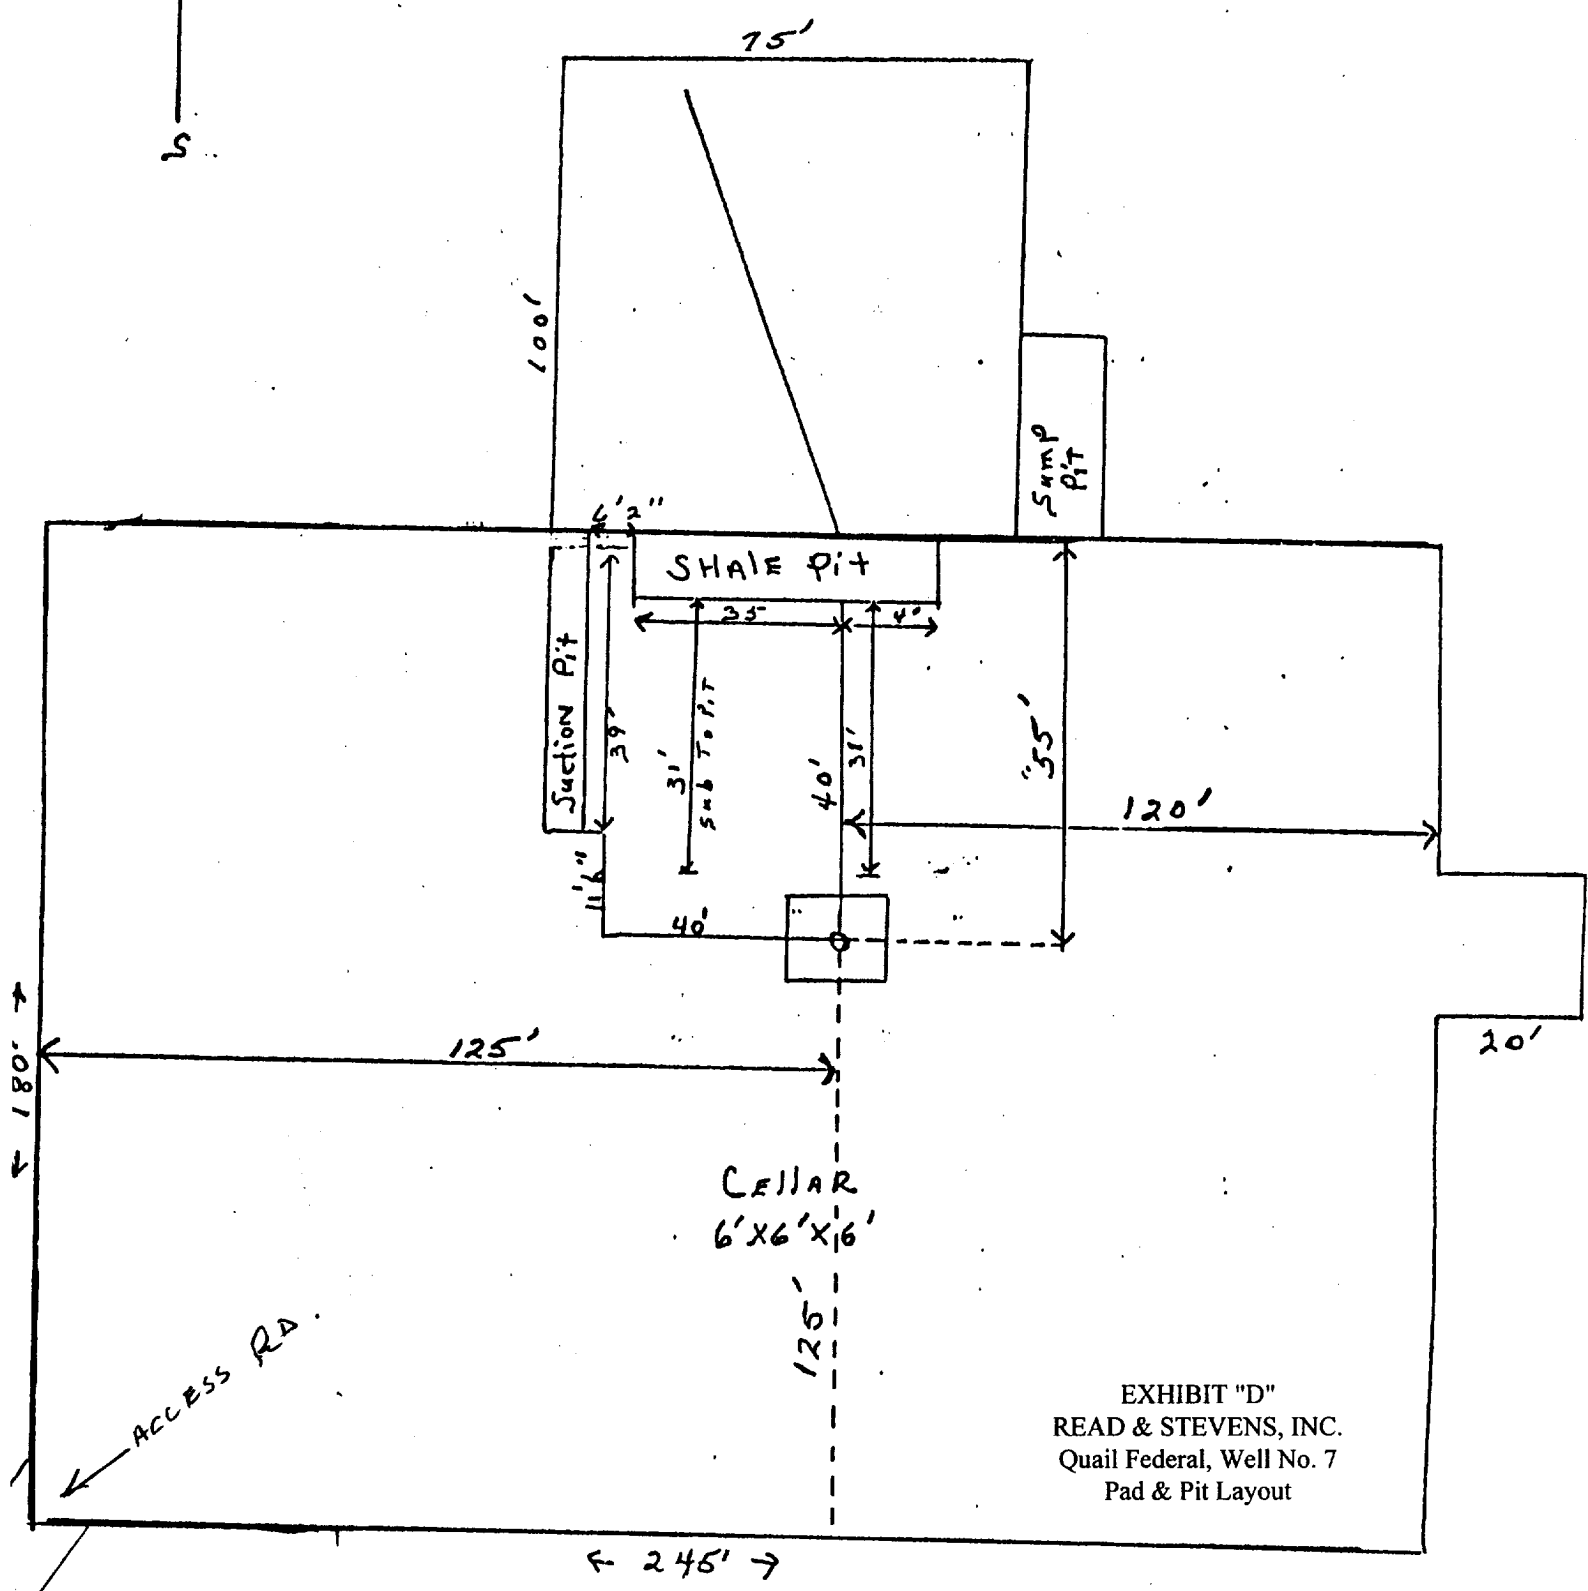 S
75'
100'
Sump
Pit
6'2"
SHAlE Pit
35
4'
Suction Pit
39'
31'
Sub To Pit
40'
31'
55'
120'
11'6"
40'
20'
125'
180'
CEllAR
6'X6'X6'
125'
ACCESS RD.
EXHIBIT "D"
READ & STEVENS, INC.
Quail Federal, Well No. 7
Pad & Pit Layout
← 245' →